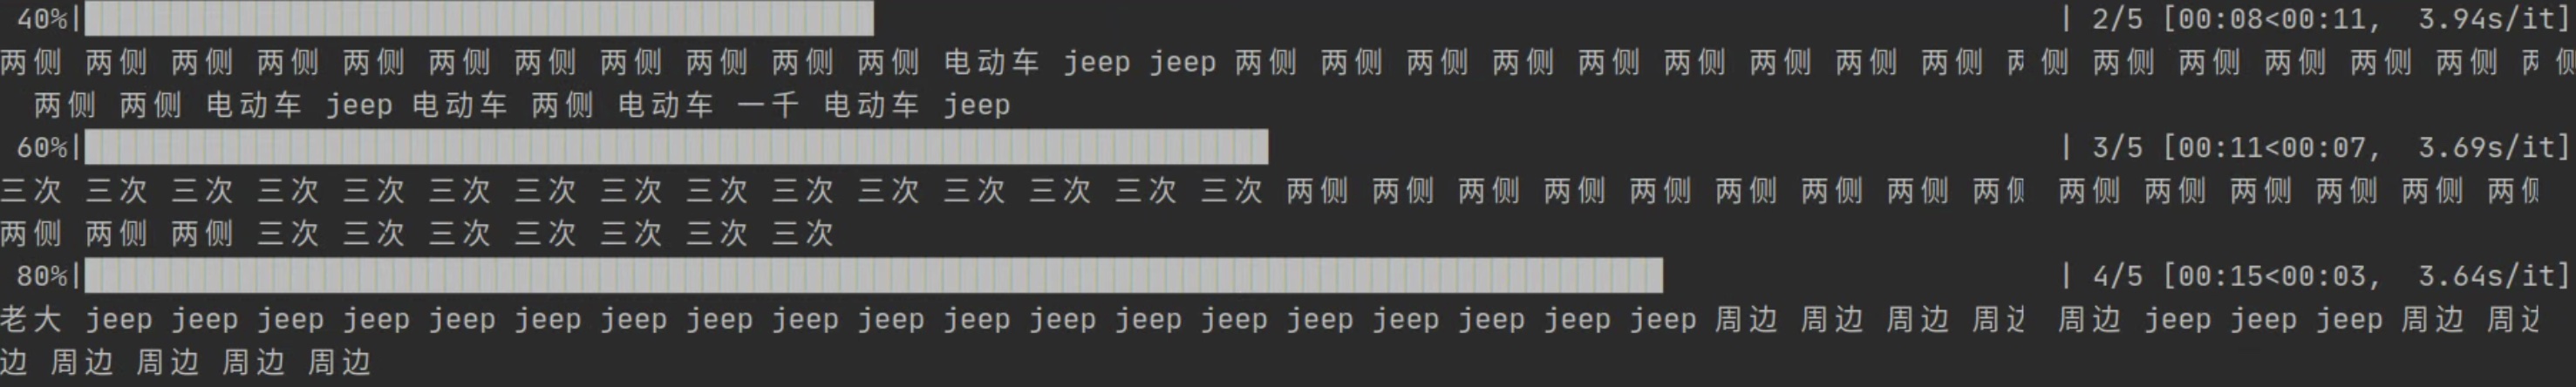 40%| | 2/5 [00:08<00:11, 3.94s/it]
两侧 两侧 两侧 两侧 两侧 两侧 两侧 两侧 两侧 两侧 两侧 电动车 jeep jeep 两侧 两侧 两侧 两侧 两侧 两侧 两侧 两侧 两侧 侧 两侧 两侧 两侧 两侧 两侧
两侧 两侧 电动车 jeep 电动车 两侧 电动车 一千 电动车 jeep
60%| | 3/5 [00:11<00:07, 3.69s/it]
三次 三次 三次 三次 三次 三次 三次 三次 三次 三次 三次 三次 三次 三次 三次 两侧 两侧 两侧 两侧 两侧 两侧 两侧 两侧 两侧 两侧 两侧 两侧 两侧 两侧 两侧
两侧 两侧 两侧 三次 三次 三次 三次 三次 三次 三次
80%| | 4/5 [00:15<00:03, 3.64s/it]
老大 jeep jeep jeep jeep jeep jeep jeep jeep jeep jeep jeep jeep jeep jeep jeep jeep jeep jeep jeep 周边 周边 周边 周边 周边 jeep jeep jeep 周边 周边
边 周边 周边 周边 周边